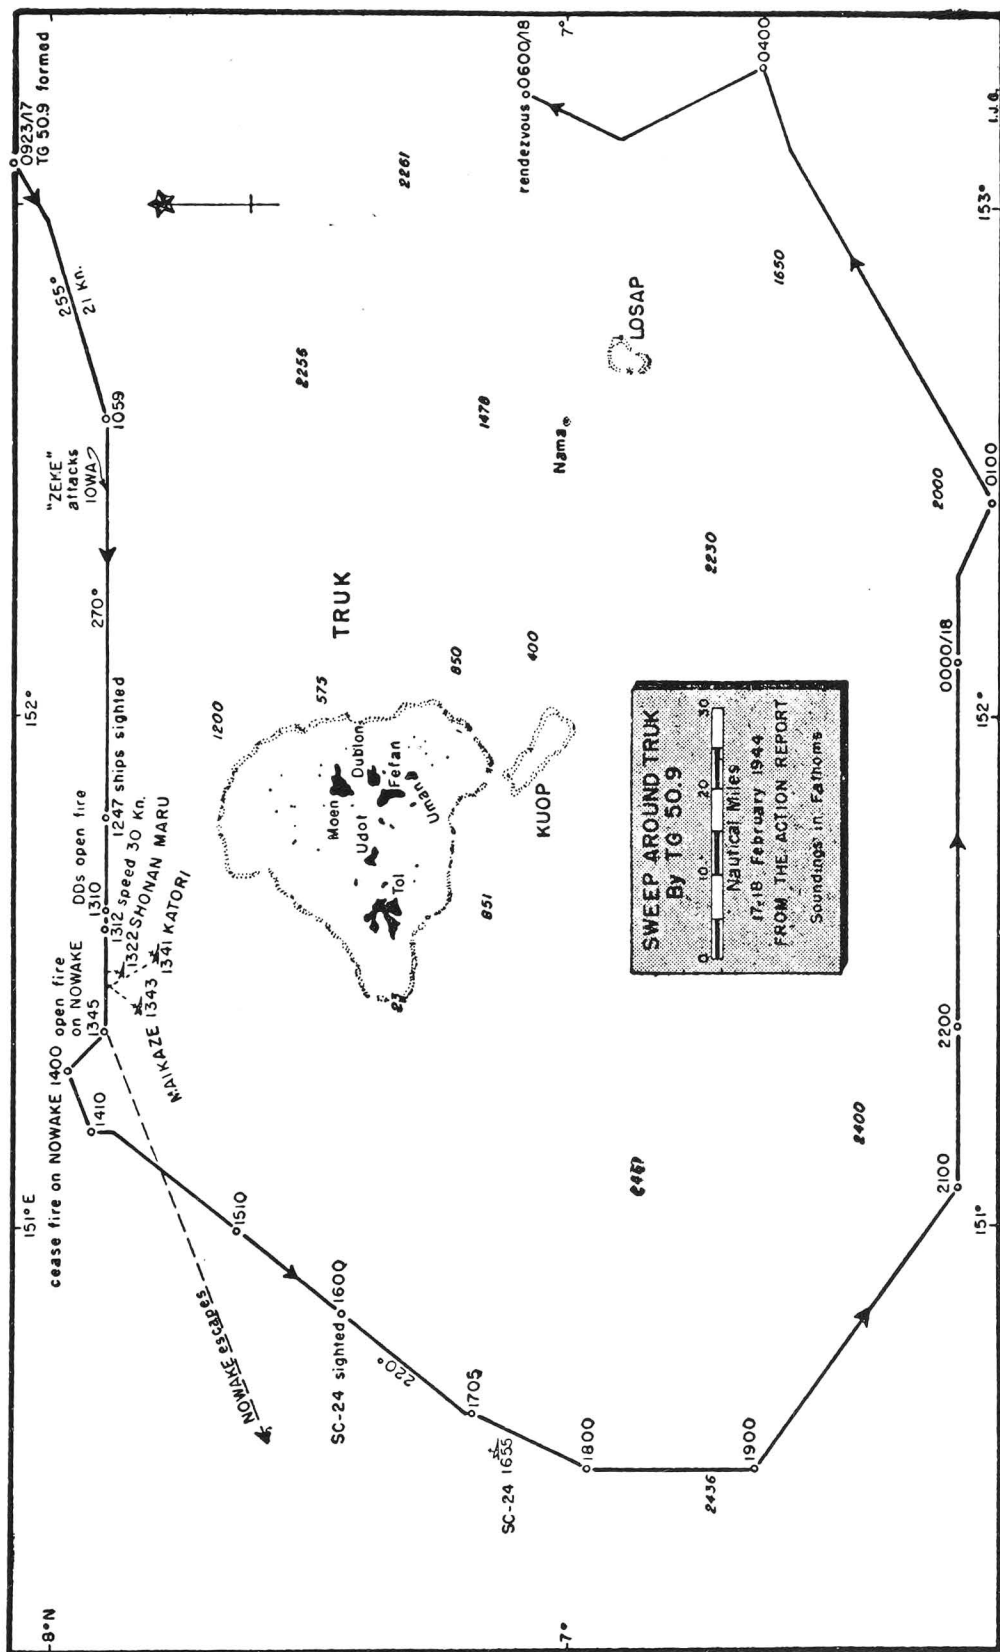 8°N
151°E
152°
0923/17
TG 50.9 formed
255°
21 Kn.
1059
"ZEKE"
attacks
IOWA
270°
1247 ships sighted
DDs open fire
1310
1312 speed 30 Kn.
1322 SHONAN MARU
1341 KATORI
MAIKAZE 1343
open fire
on NOWAKE
1345
cease fire on NOWAKE 1400
1410
1510
NOWAKE escapes
SC-24 sighted 1600
220°
1705
SC-24 1655
1800
1900
2436
2100
2200
0000/18
0100
0400
rendezvous 0600/18
TRUK
1200
575
850
400
851
23
Moen
Dublon
Udot
Fefan
Uman
Tol
KUOP
2256
2261
1478
Nama
LOSAP
1650
2230
2000
2400
7°
7°
151°
152°
153°
SWEEP AROUND TRUK
By TG 50.9
0 10 20 30
Nautical Miles
17-18 February 1944
FROM THE ACTION REPORT
Soundings in Fathoms